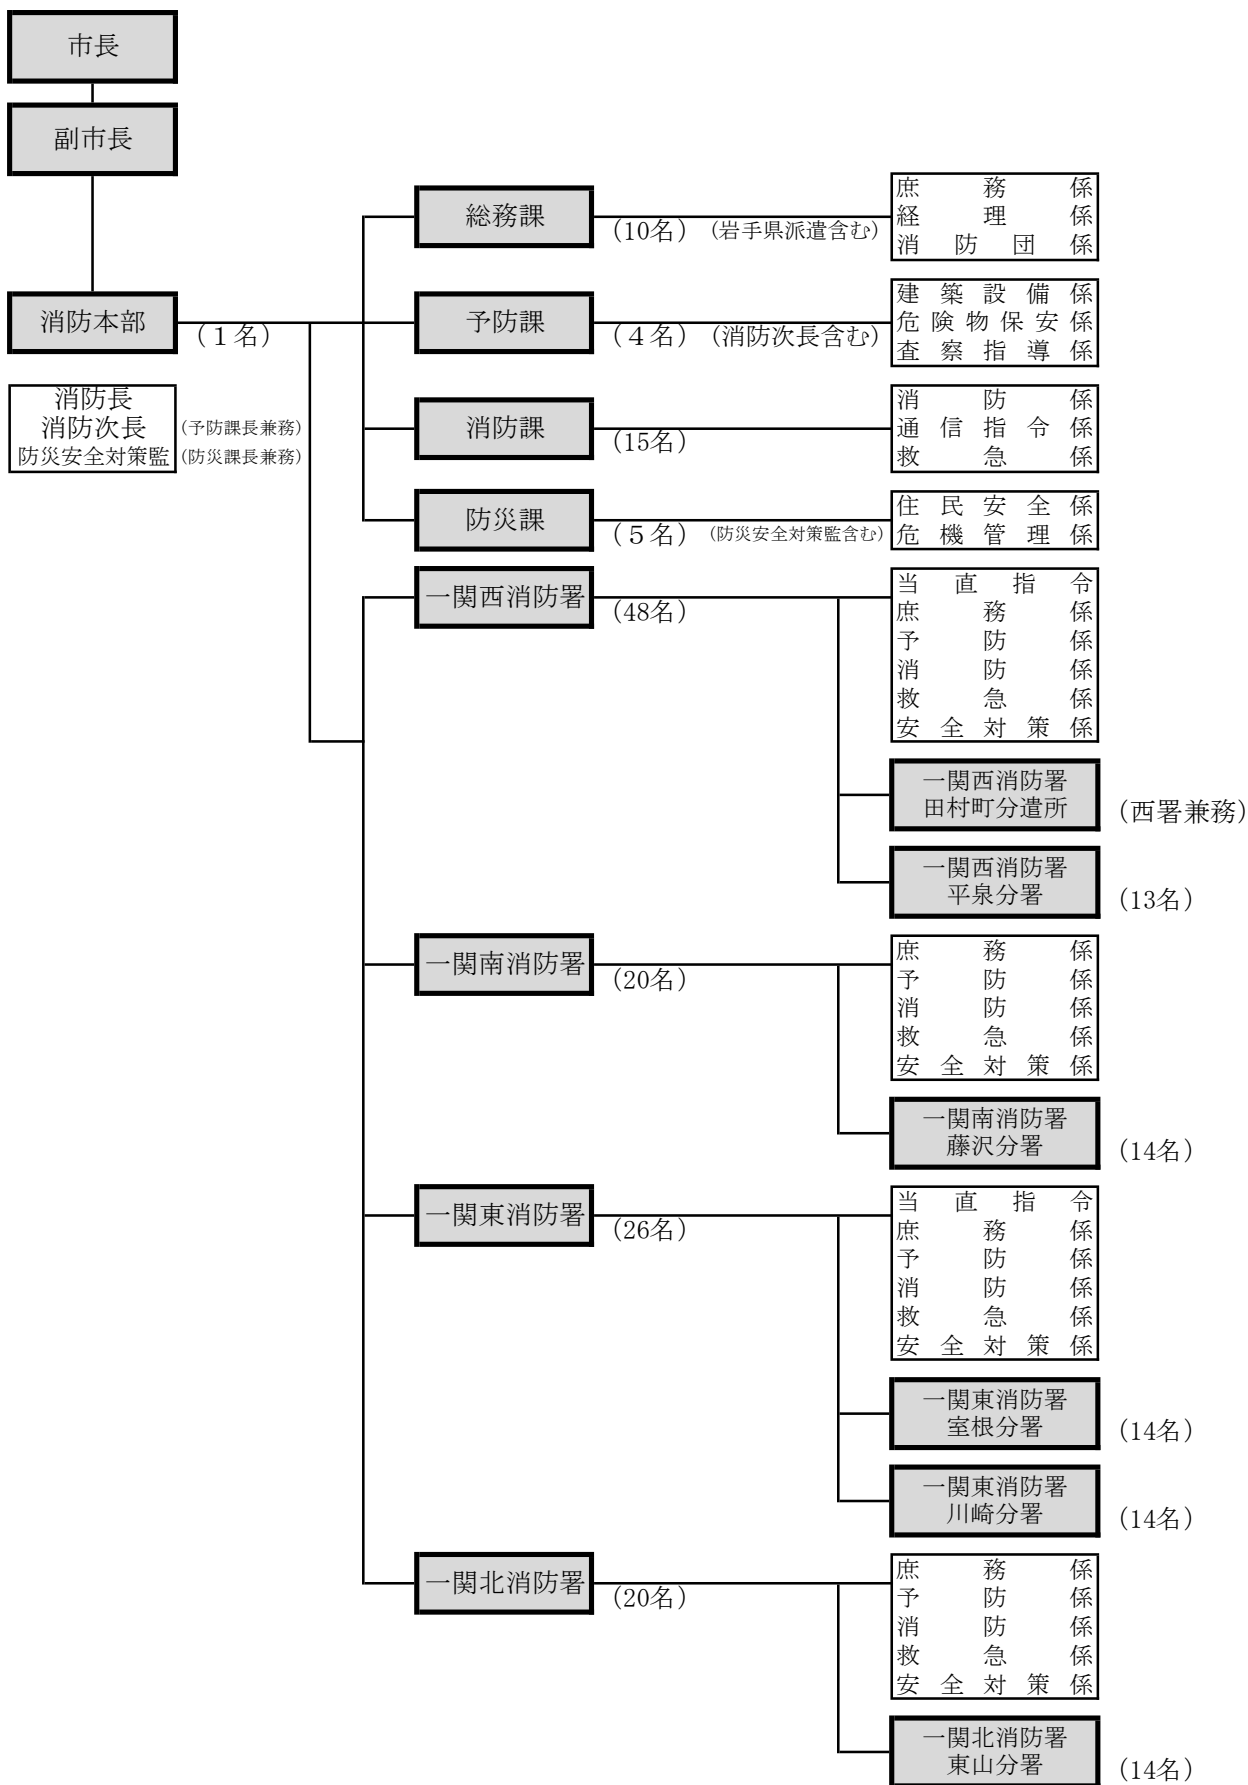 市長
副市長
消防本部
（１名）
消防長
消防次長
（予防課長兼務）
防災安全対策監
（防災課長兼務）
総務課
（10名）
（岩手県派遣含む）
庶務係
経理係
消防団係
予防課
（４名）
（消防次長含む）
建築設備係
危険物保安係
査察指導係
消防課
（15名）
消防係
通信指令係
救急係
防災課
（５名）
（防災安全対策監含む）
住民安全係
危機管理係
一関西消防署
（48名）
当直指令
庶務係
予防係
消防係
救急係
安全対策係
一関西消防署
田村町分遣所
（西署兼務）
一関西消防署
平泉分署
（13名）
一関南消防署
（20名）
庶務係
予防係
消防係
救急係
安全対策係
一関南消防署
藤沢分署
（14名）
一関東消防署
（26名）
当直指令
庶務係
予防係
消防係
救急係
安全対策係
一関東消防署
室根分署
（14名）
一関東消防署
川崎分署
（14名）
一関北消防署
（20名）
庶務係
予防係
消防係
救急係
安全対策係
一関北消防署
東山分署
（14名）